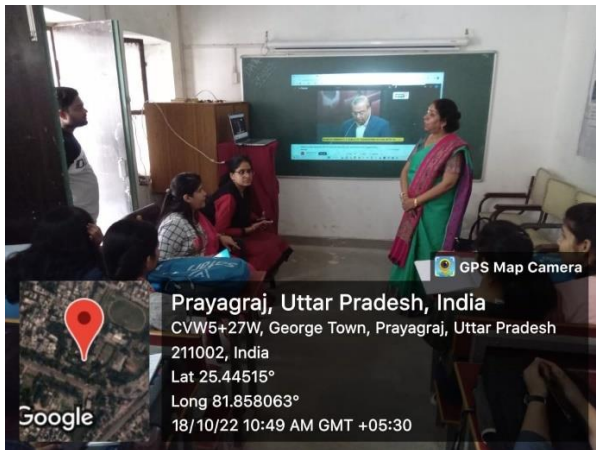 GPS Map Camera
Prayagraj, Uttar Pradesh, India
CVW5+27W, George Town, Prayagraj, Uttar Pradesh
211002, India
Lat 25.44515°
Long 81.858063°
18/10/22 10:49 AM GMT +05:30
Google